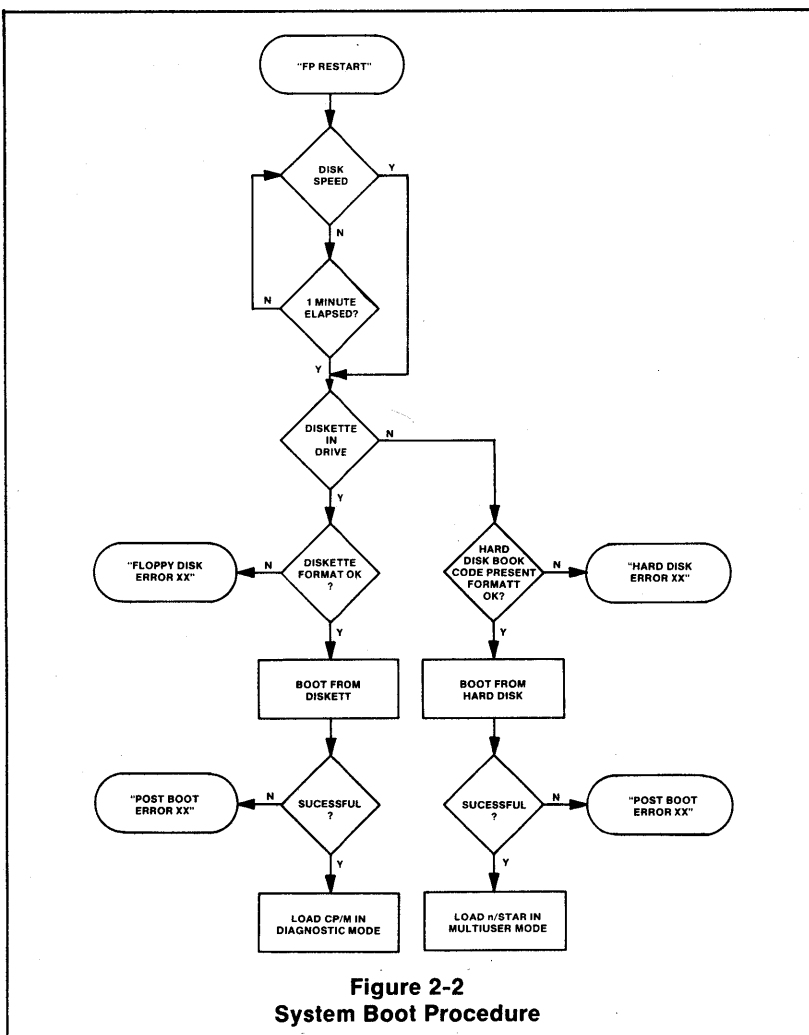 "FP RESTART"
DISK
SPEED
Y
N
1 MINUTE
ELAPSED?
N
Y
DISKETTE
IN
DRIVE
N
Y
"FLOPPY DISK
ERROR XX"
N
DISKETTE
FORMAT OK
?
HARD
DISK BOOK
CODE PRESENT
FORMATT
OK?
N
"HARD DISK
ERROR XX"
Y
Y
BOOT FROM
DISKETT
BOOT FROM
HARD DISK
"POST BOOT
ERROR XX"
N
SUCESSFUL
?
SUCESSFUL
?
N
"POST BOOT
ERROR XX"
Y
Y
LOAD CP/M IN
DIAGNOSTIC MODE
LOAD n/STAR IN
MULTIUSER MODE
Figure 2-2
System Boot Procedure